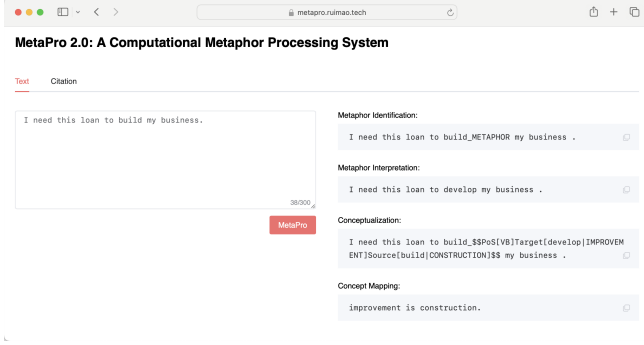 metapro.ruimao.tech
MetaPro 2.0: A Computational Metaphor Processing System
Text Citation
I need this loan to build my business.
38/300
MetaPro
Metaphor Identification:
I need this loan to build_METAPHOR my business .
Metaphor Interpretation:
I need this loan to develop my business .
Conceptualization:
I need this loan to build_$$PoS[VB]Target[develop|IMPROVEM
ENT]Source[build|CONSTRUCTION]$$ my business .
Concept Mapping:
improvement is construction.